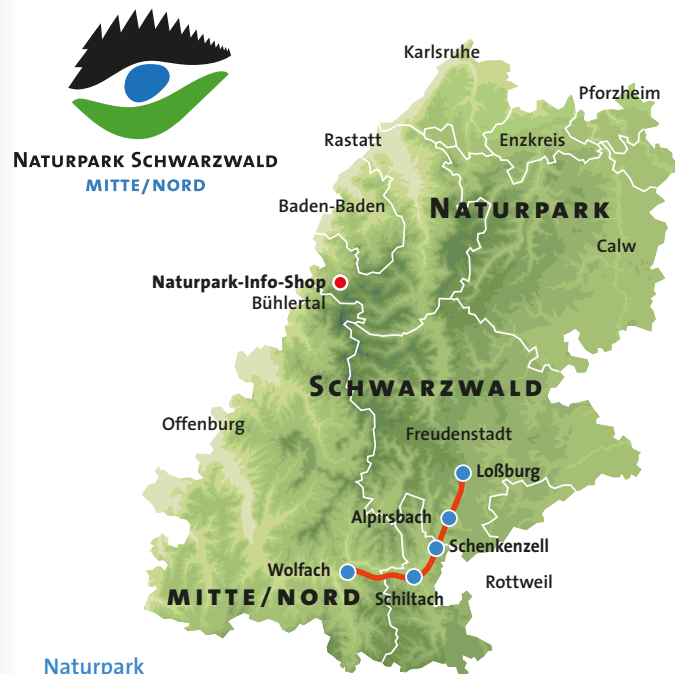 NATURPARK SCHWARZWALD
MITTE/NORD
Karlsruhe
Pforzheim
Rastatt
Enzkreis
Baden-Baden
NATURPARK
Calw
Naturpark-Info-Shop
Bühlertal
SCHWARZWALD
Offenburg
Freudenstadt
Loßburg
Alpirsbach
Schenkenzell
Wolfach
Rottweil
MITTE/NORD
Schiltach
Naturpark